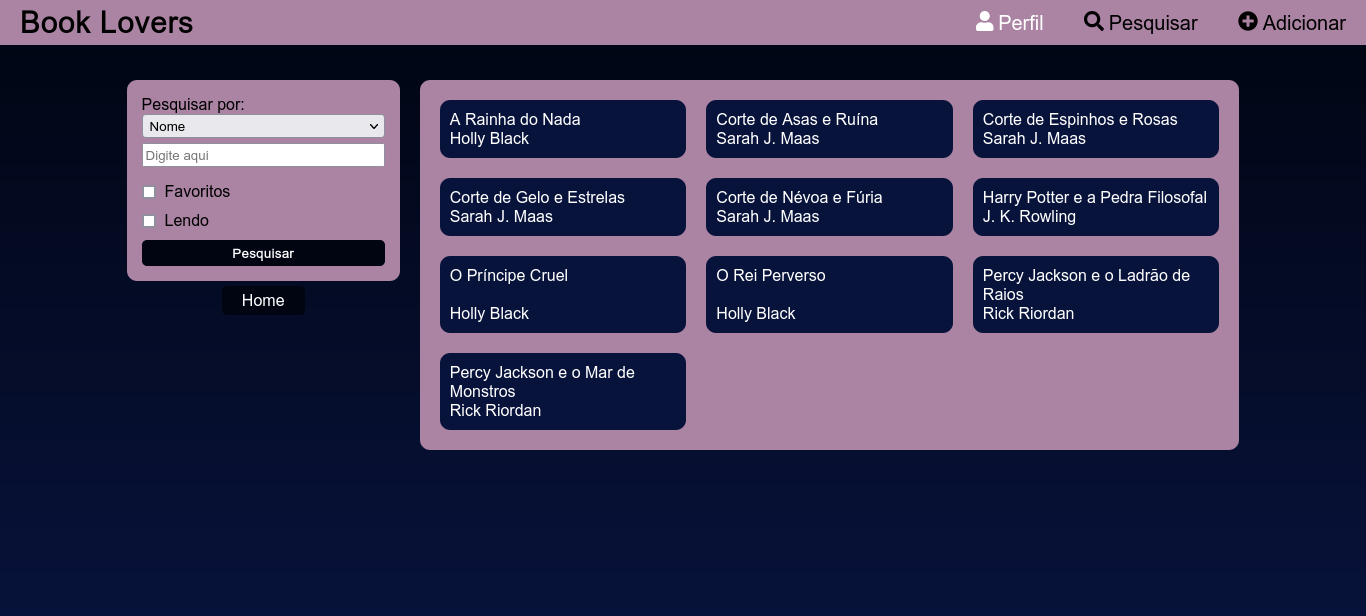 Book Lovers
Perfil
Pesquisar
Adicionar
Pesquisar por:
Nome
Digite aqui
Favoritos
Lendo
Pesquisar
Home
A Rainha do Nada
Holly Black
Corte de Asas e Ruína
Sarah J. Maas
Corte de Espinhos e Rosas
Sarah J. Maas
Corte de Gelo e Estrelas
Sarah J. Maas
Corte de Névoa e Fúria
Sarah J. Maas
Harry Potter e a Pedra Filosofal
J. K. Rowling
O Príncipe Cruel
Holly Black
O Rei Perverso
Holly Black
Percy Jackson e o Ladrão de
Raios
Rick Riordan
Percy Jackson e o Mar de
Monstros
Rick Riordan